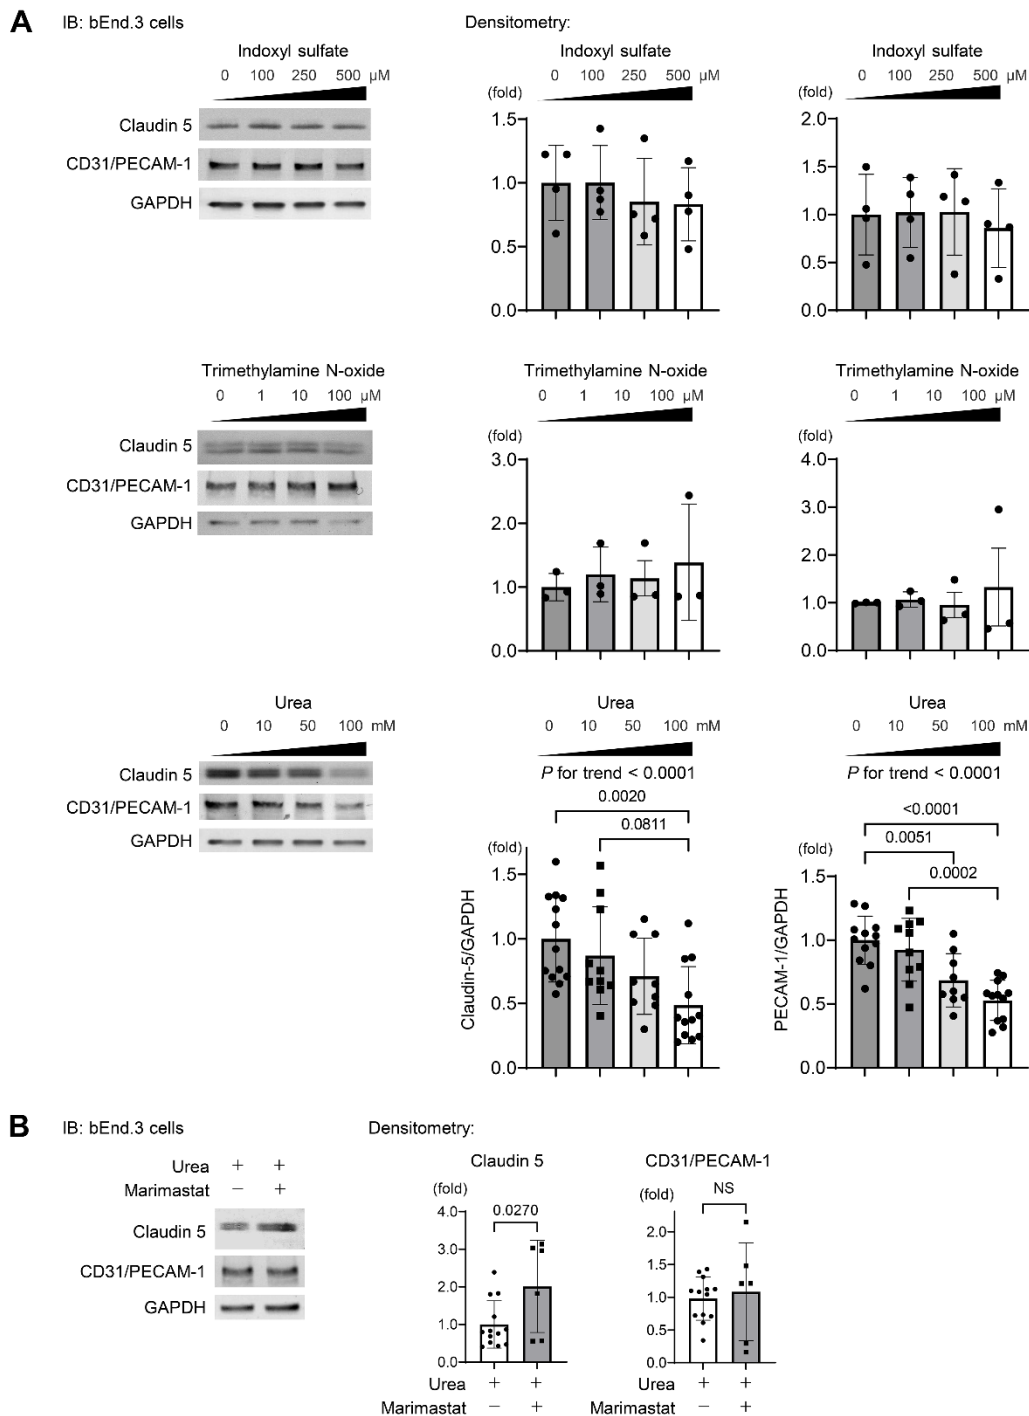 A IB: bEnd.3 cells Densitometry:
Indoxyl sulfate
0 100 250 500 μM
Claudin 5
CD31/PECAM-1
GAPDH
Indoxyl sulfate
0 100 250 500 μM
(fold)
1.5
1.0
0.5
0.0
Indoxyl sulfate
0 100 250 500 μM
(fold)
2.0
1.5
1.0
0.5
0.0
Trimethylamine N-oxide
0 1 10 100 μM
Claudin 5
CD31/PECAM-1
GAPDH
Trimethylamine N-oxide
0 1 10 100 μM
(fold)
3.0
2.0
1.0
0.0
Trimethylamine N-oxide
0 1 10 100 μM
(fold)
4.0
3.0
2.0
1.0
0.0
Urea
0 10 50 100 mM
Claudin 5
CD31/PECAM-1
GAPDH
Urea
0 10 50 100 mM
P for trend < 0.0001
0.0020
0.0811
(fold)
1.5
1.0
0.5
0.0
Claudin-5/GAPDH
Urea
0 10 50 100 mM
P for trend < 0.0001
<0.0001
0.0051
0.0002
(fold)
1.5
1.0
0.5
0.0
PECAM-1/GAPDH
B IB: bEnd.3 cells Densitometry:
Urea + +
Marimastat − +
Claudin 5
CD31/PECAM-1
GAPDH
Claudin 5
(fold)
0.0270
4.0
3.0
2.0
1.0
0.0
Urea + +
Marimastat − +
CD31/PECAM-1
(fold)
NS
2.0
1.5
1.0
0.5
0.0
Urea + +
Marimastat − +